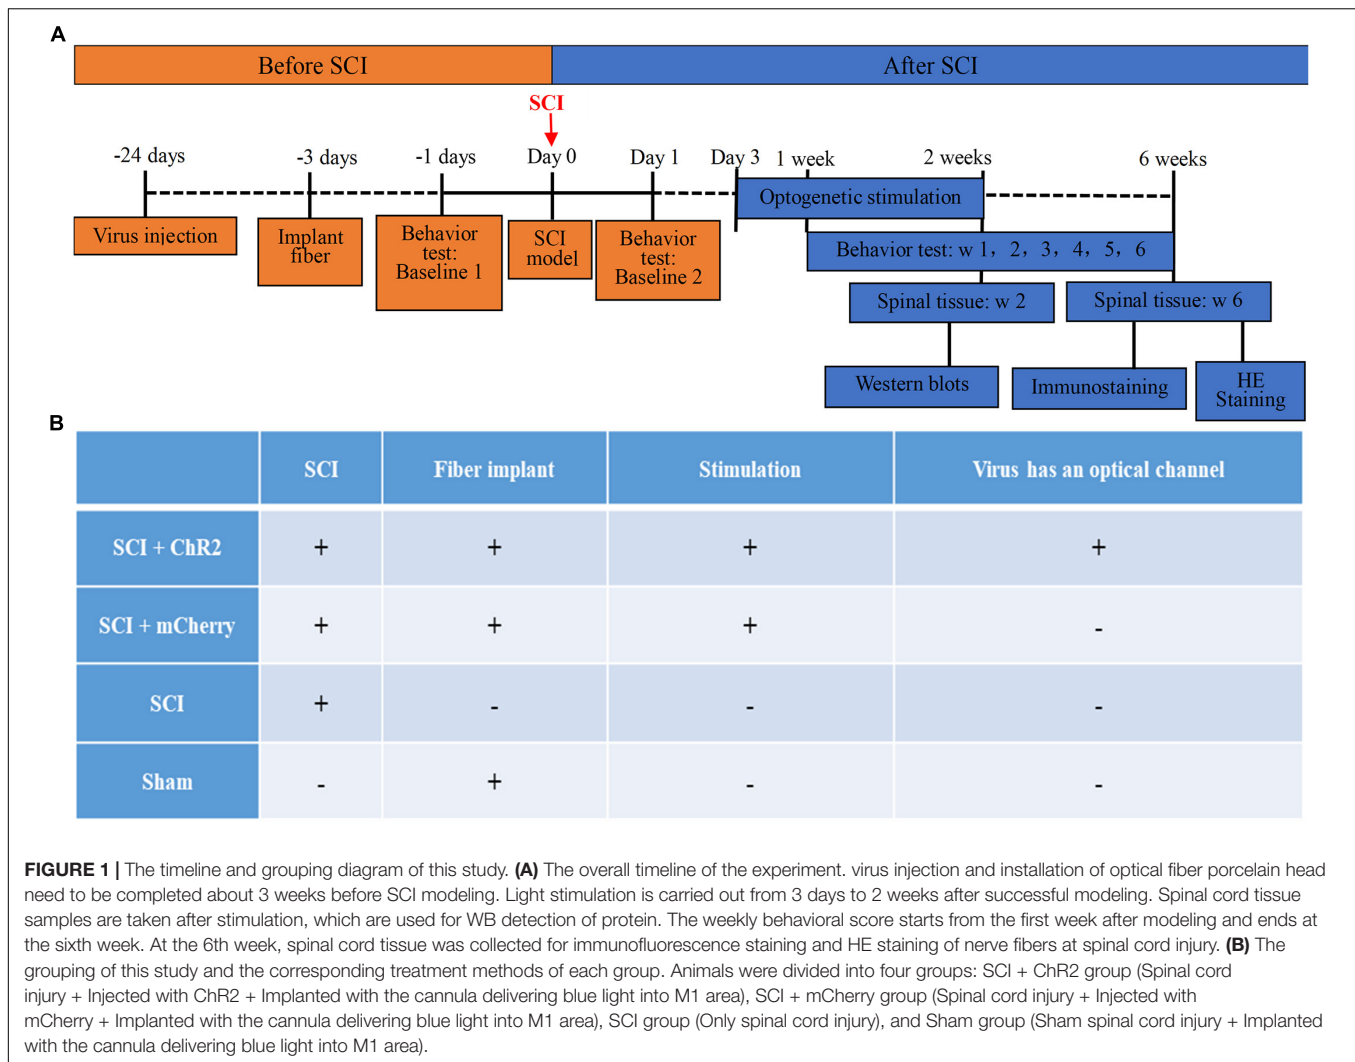 A
Before SCI
After SCI
SCI
-24 days
-3 days
-1 days
Day 0
Day 1
Day 3
1 week
2 weeks
6 weeks
Virus injection
Implant
fiber
Behavior
test:
Baseline 1
SCI
model
Behavior
test:
Baseline 2
Optogenetic stimulation
Behavior test: w 1, 2, 3, 4, 5, 6
Spinal tissue: w 2
Spinal tissue: w 6
Western blots
Immunostaining
HE
Staining
B
SCI Fiber implant Stimulation Virus has an optical channel
SCI + ChR2 + + + +
SCI + mCherry + + + -
SCI + - - -
Sham - + - -
FIGURE 1 | The timeline and grouping diagram of this study. (A) The overall timeline of the experiment. virus injection and installation of optical fiber porcelain head
need to be completed about 3 weeks before SCI modeling. Light stimulation is carried out from 3 days to 2 weeks after successful modeling. Spinal cord tissue
samples are taken after stimulation, which are used for WB detection of protein. The weekly behavioral score starts from the first week after modeling and ends at
the sixth week. At the 6th week, spinal cord tissue was collected for immunofluorescence staining and HE staining of nerve fibers at spinal cord injury. (B) The
grouping of this study and the corresponding treatment methods of each group. Animals were divided into four groups: SCI + ChR2 group (Spinal cord
injury + Injected with ChR2 + Implanted with the cannula delivering blue light into M1 area), SCI + mCherry group (Spinal cord injury + Injected with
mCherry + Implanted with the cannula delivering blue light into M1 area), SCI group (Only spinal cord injury), and Sham group (Sham spinal cord injury + Implanted
with the cannula delivering blue light into M1 area).